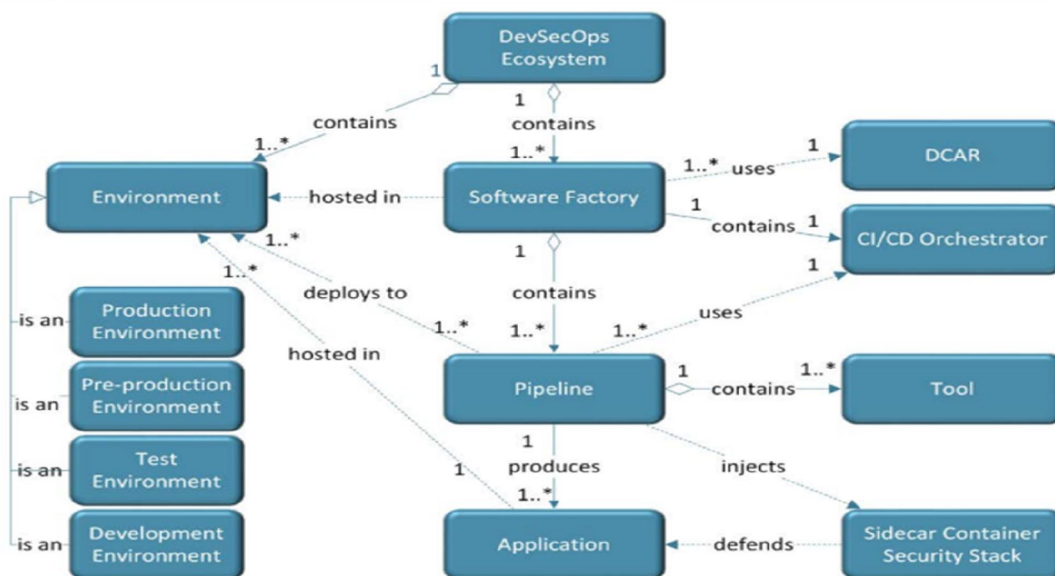 DevSecOps
Ecosystem
1
1
contains
contains
1..*
1..*
Environment
hosted in
Software Factory
1..*
uses
1
DCAR
1
contains
1
CI/CD Orchestrator
1
1..*
1..*
deploys to
contains
1
uses
1..*
1..*
1..*
hosted in
is an
Production
Environment
is an
Pre-production
Environment
Pipeline
1
contains
1..*
Tool
is an
Test
Environment
1
produces
injects
1
1..*
is an
Development
Environment
Application
defends
Sidecar Container
Security Stack